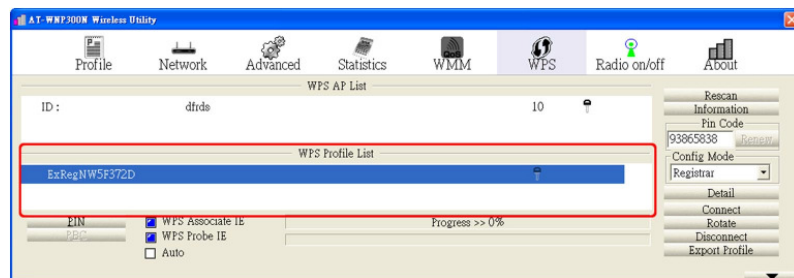 AT-WNP300N Wireless Utility
Profile Network Advanced Statistics WMM WPS Radio on/off About
WPS AP List
ID : dfrds 10
Rescan
Information
Pin Code
93865838 Renew
WPS Profile List
Config Mode
ExRegNW5F372D
Registrar
Detail
PIN WPS Associate IE Progress >> 0%
Connect
PBC WPS Probe IE
Rotate
Disconnect
Auto
Export Profile